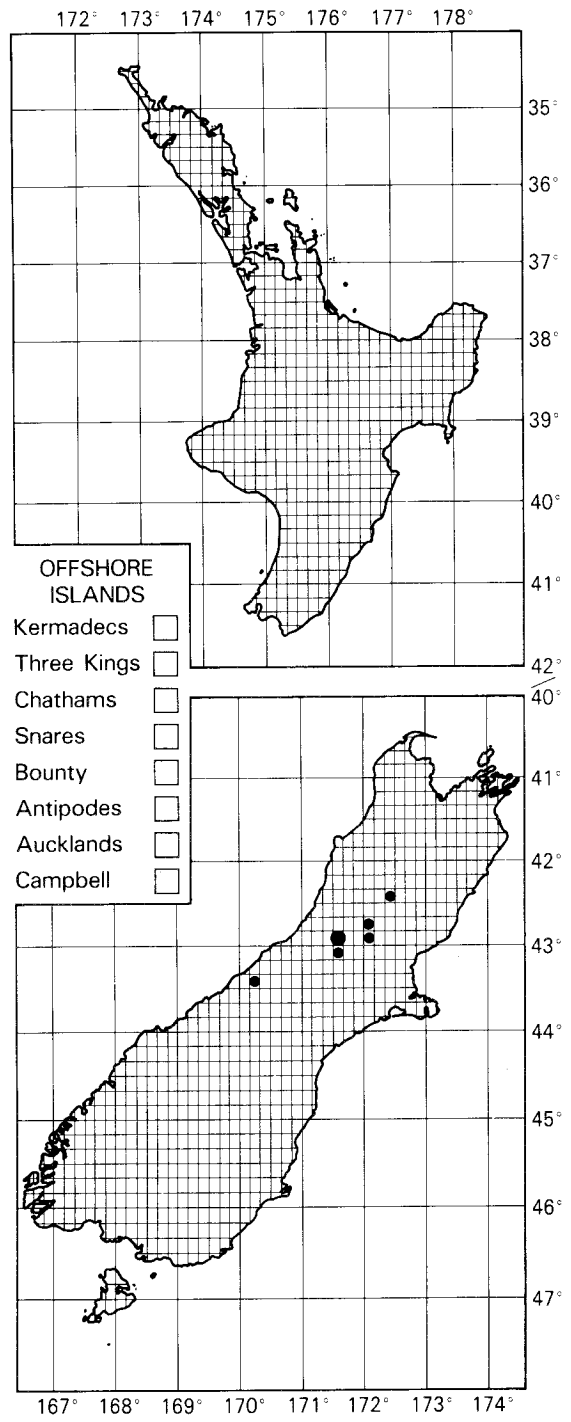 172° 173° 174° 175° 176° 177° 178°
35°
36°
37°
38°
39°
40°
41°
42°
OFFSHORE
ISLANDS
Kermadecs
Three Kings
Chathams
Snares
Bounty
Antipodes
Aucklands
Campbell
40°
41°
42°
43°
44°
45°
46°
47°
167° 168° 169° 170° 171° 172° 173° 174°